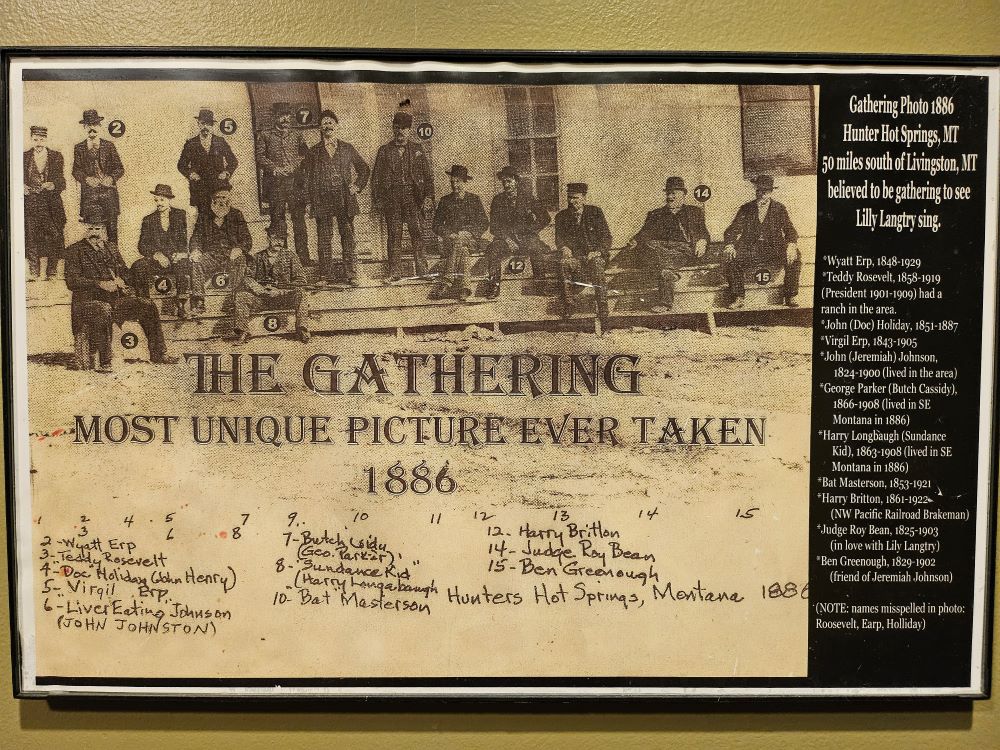 2
5
7
10
14
4
6
12
15
8
3
THE GATHERING
MOST UNIQUE PICTURE EVER TAKEN
1886
1 2 4 5 7 9. 10 11 12 13 14 15
3 6 8
2-Wyatt Erp
3-Teddy Rosevelt
4-Doc Holiday (John Henry)
5-Virgil Erp
6-Liver Eating Johnson
(JOHN JOHNSTON)
7-Butch
(Geo. Parker)
8-"Sundance Kid"
(Harry Longabaugh
10-Bat Masterson
12-Harry Britton
14-Judge Roy Bean
15-Ben Greenough
Hunters Hot Springs, Montana 1886
Gathering Photo 1886
Hunter Hot Springs, MT
50 miles south of Livingston, MT
believed to be gathering to see
Lilly Langtry sing.
*Wyatt Erp, 1848-1929
*Teddy Rosevelt, 1858-1919
(President 1901-1909) had a
ranch in the area.
*John (Doc) Holiday, 1851-1887
*Virgil Erp, 1843-1905
*John (Jeremiah) Johnson,
1824-1900 (lived in the area)
*George Parker (Butch Cassidy),
1866-1908 (lived in SE
Montana in 1886)
*Harry Longbaugh (Sundance
Kid), 1863-1908 (lived in SE
Montana in 1886)
*Bat Masterson, 1853-1921
*Harry Britton, 1861-1922
(NW Pacific Railroad Brakeman)
*Judge Roy Bean, 1825-1903
(in love with Lily Langtry)
*Ben Greenough, 1829-1902
(friend of Jeremiah Johnson)
(NOTE: names misspelled in photo:
Roosevelt, Earp, Holliday)